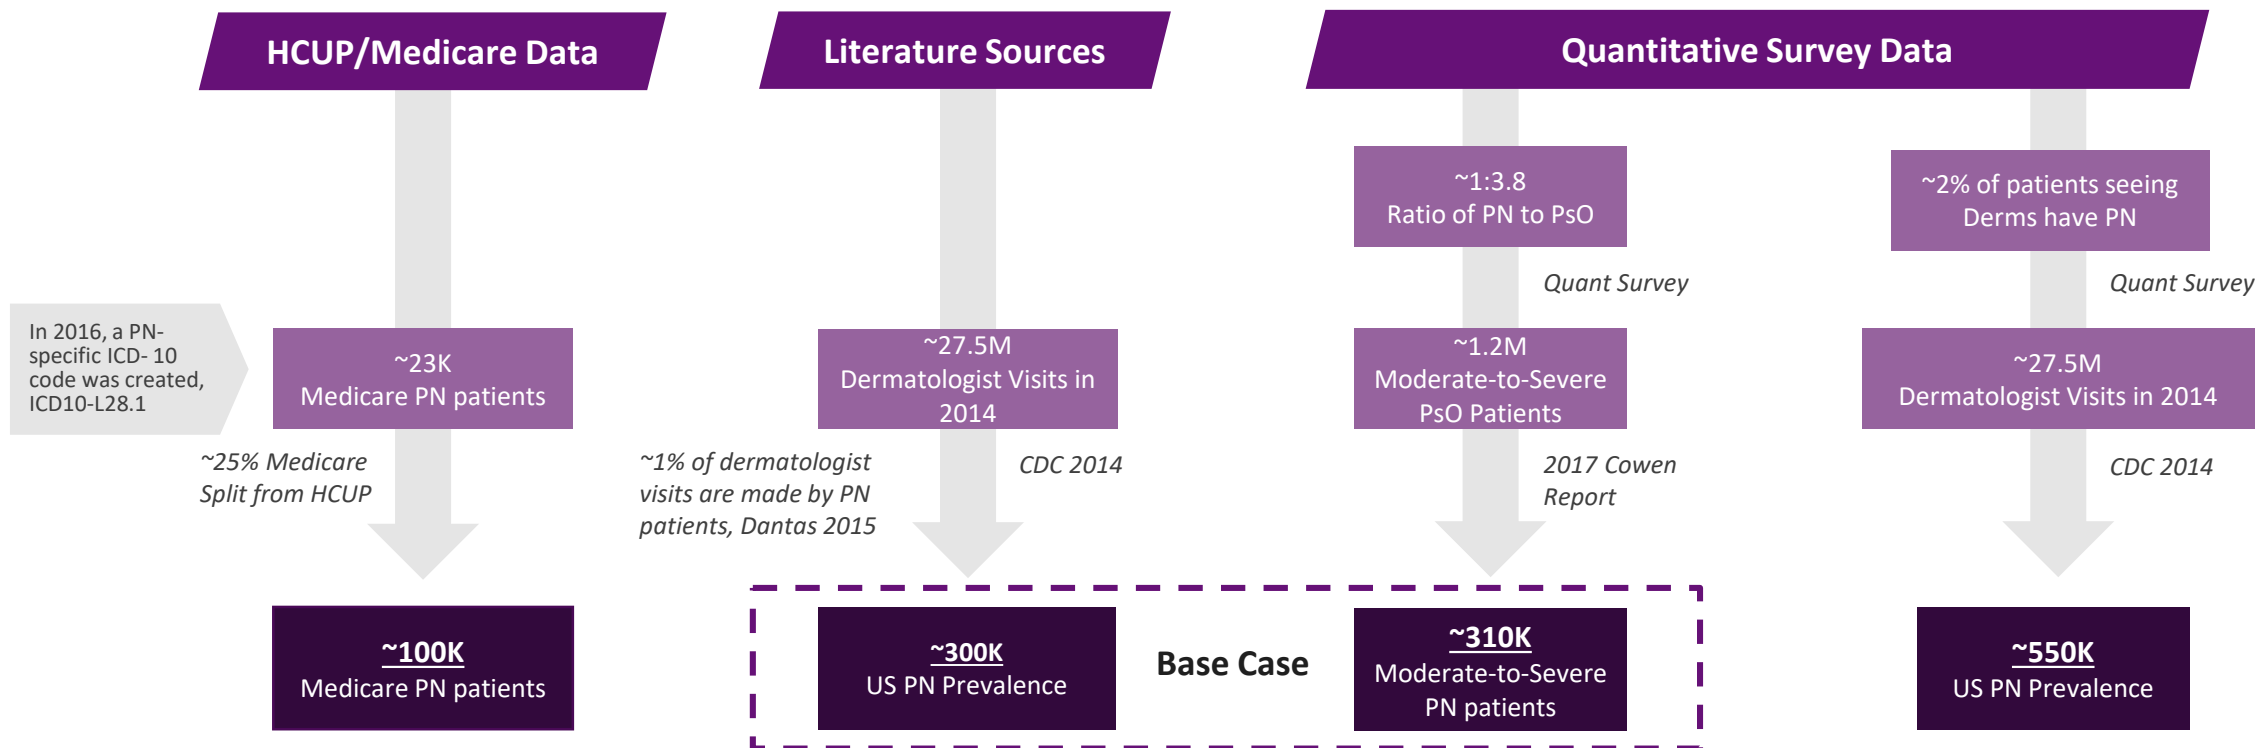 HCUP/Medicare Data
Literature Sources
Quantitative Survey Data
~1:3.8
Ratio of PN to PsO
~2% of patients seeing
Derms have PN
Quant Survey
Quant Survey
In 2016, a PN-
specific ICD- 10
code was created,
ICD10-L28.1
~23K
Medicare PN patients
~27.5M
Dermatologist Visits in
2014
~1.2M
Moderate-to-Severe
PsO Patients
~27.5M
Dermatologist Visits in 2014
~25% Medicare
Split from HCUP
~1% of dermatologist
visits are made by PN
patients, Dantas 2015
CDC 2014
2017 Cowen
Report
CDC 2014
~100K
Medicare PN patients
~300K
US PN Prevalence
Base Case
~310K
Moderate-to-Severe
PN patients
~550K
US PN Prevalence